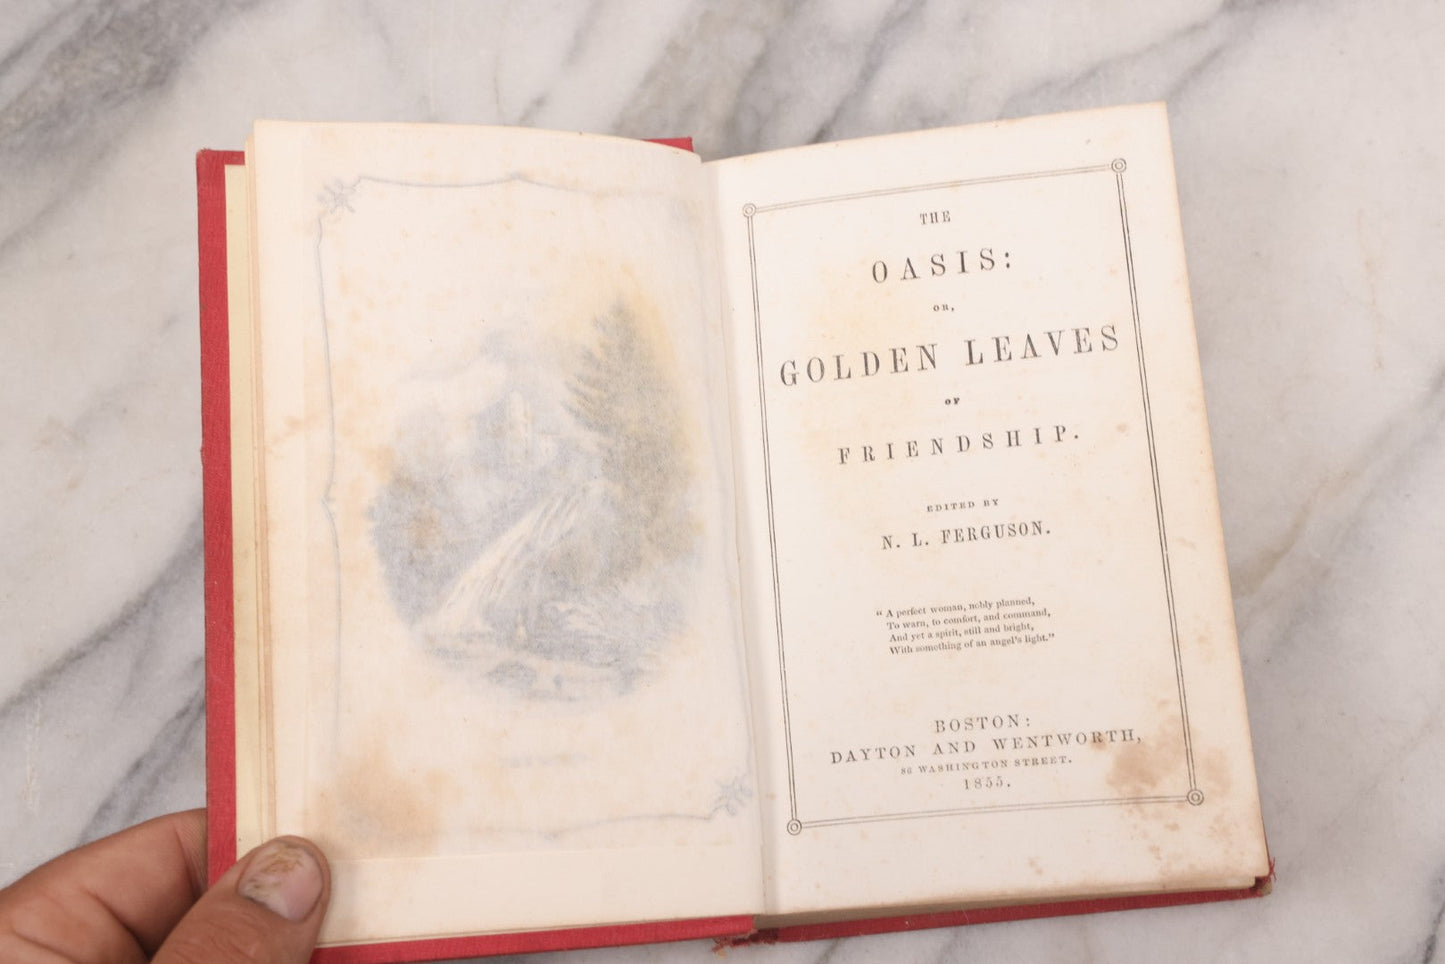 THE
OASIS:
OR,
GOLDEN LEAVES
OF
FRIENDSHIP.
EDITED BY
N. L. FERGUSON.
“A perfect woman, nobly planned,
To warn, to comfort, and command,
And yet a spirit, still and bright,
With something of an angel's light.”
BOSTON:
DAYTON AND WENTWORTH,
86 WASHINGTON STREET.
1855.